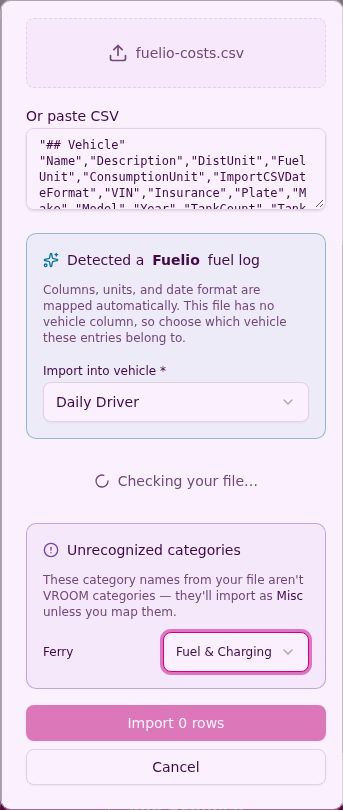 fuelio-costs.csv
Or paste CSV
"## Vehicle"
"Name","Description","DistUnit","Fuel
Unit","ConsumptionUnit","ImportCSVDat
eFormat","VIN","Insurance","Plate","M
ake","Model","Year","TankCount","Tank
Detected a Fuelio fuel log
Columns, units, and date format are
mapped automatically. This file has no
vehicle column, so choose which vehicle
these entries belong to.
Import into vehicle *
Daily Driver
Checking your file...
Unrecognized categories
These category names from your file aren't
VROOM categories — they'll import as Misc
unless you map them.
Ferry
Fuel & Charging
Import 0 rows
Cancel